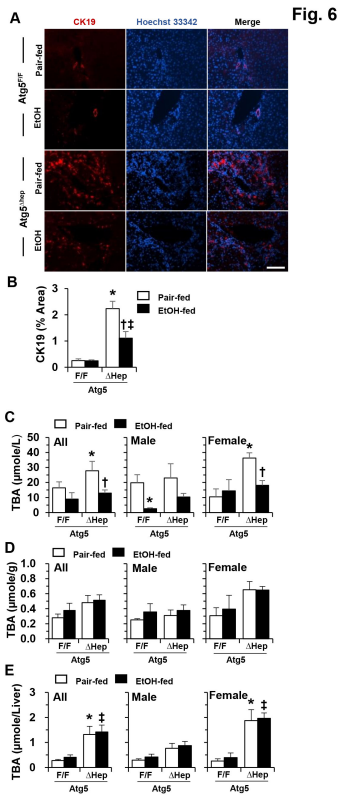 Fig. 6
A
CK19 Hoechst 33342 Merge
Atg5F/F
Pair-fed
EtOH
Atg5Δhep
Pair-fed
EtOH
B
CK19 (% Area)
3
2
1
0
Pair-fed
EtOH-fed
*
†‡
F/F ΔHep
Atg5
C
Pair-fed EtOH-fed
All Male Female
TBA (μmole/L)
50
40
30
20
10
0
* † * * †
F/F ΔHep F/F ΔHep F/F ΔHep
Atg5 Atg5 Atg5
D
Pair-fed EtOH-fed
All Male Female
TBA (μmole/g)
1.0
0.8
0.6
0.4
0.2
0.0
F/F ΔHep F/F ΔHep F/F ΔHep
Atg5 Atg5 Atg5
E
Pair-fed EtOH-fed
All Male Female
TBA (μmole/Liver)
3
2
1
0
* ‡ * ‡
F/F ΔHep F/F ΔHep F/F ΔHep
Atg5 Atg5 Atg5